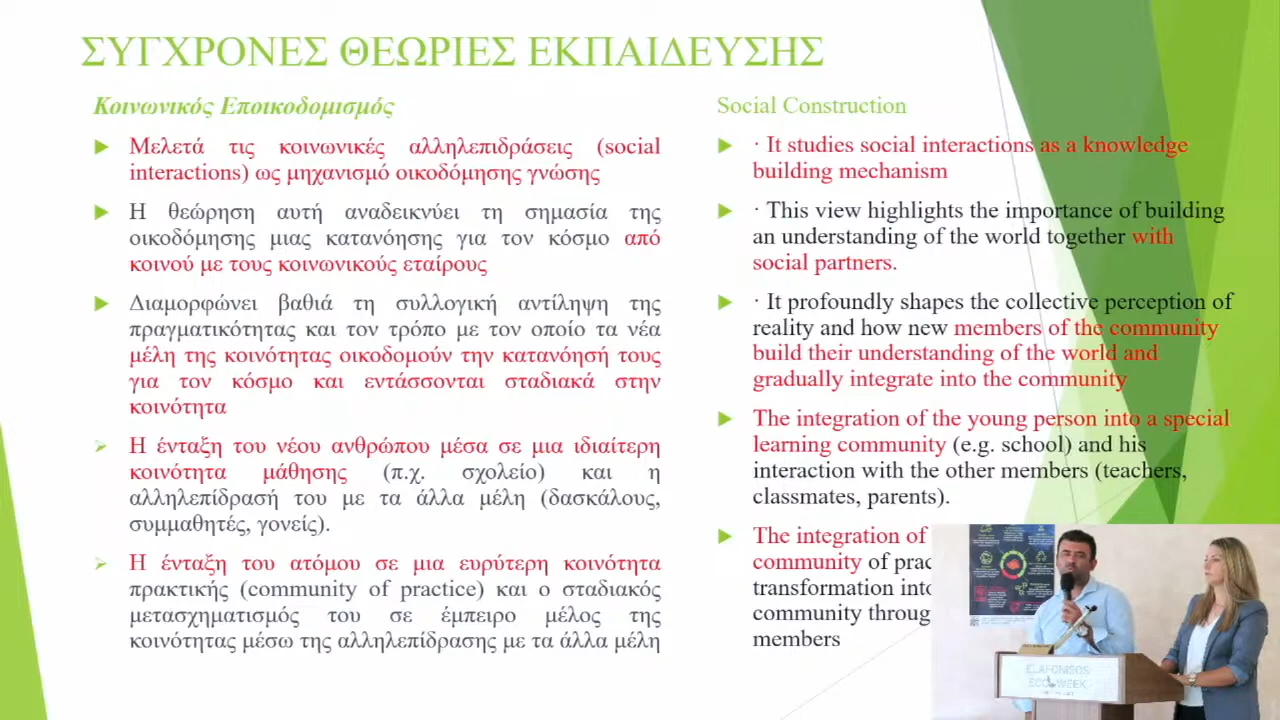 ΣΥΓΧΡΟΝΕΣ ΘΕΩΡΙΕΣ ΕΚΠΑΙΔΕΥΣΗΣ
Κοινωνικός Εποικοδομισμός
Μελετά τις κοινωνικές αλληλεπιδράσεις (social
interactions) ως μηχανισμό οικοδόμησης γνώσης
Η θεώρηση αυτή αναδεικνύει τη σημασία της
οικοδόμησης μιας κατανόησης για τον κόσμο από
κοινού με τους κοινωνικούς εταίρους
Διαμορφώνει βαθιά τη συλλογική αντίληψη της
πραγματικότητας και τον τρόπο με τον οποίο τα νέα
μέλη της κοινότητας οικοδομούν την κατανόησή τους
για τον κόσμο και εντάσσονται σταδιακά στην
κοινότητα
Η ένταξη του νέου ανθρώπου μέσα σε μια ιδιαίτερη
κοινότητα μάθησης (π.χ. σχολείο) και η
αλληλεπίδρασή του με τα άλλα μέλη (δασκάλους,
συμμαθητές, γονείς).
Η ένταξη του ατόμου σε μια ευρύτερη κοινότητα
πρακτικής (community of practice) και ο σταδιακός
μετασχηματισμός του σε έμπειρο μέλος της
κοινότητας μέσω της αλληλεπίδρασης με τα άλλα μέλη
Social Construction
· It studies social interactions as a knowledge
building mechanism
· This view highlights the importance of building
an understanding of the world together with
social partners.
· It profoundly shapes the collective perception of
reality and how new members of the community
build their understanding of the world and
gradually integrate into the community
The integration of the young person into a special
learning community (e.g. school) and his
interaction with the other members (teachers,
classmates, parents).
The integration of
community of prac
transformation into
community throug
members
ELAFONISOS
ECO WEEK